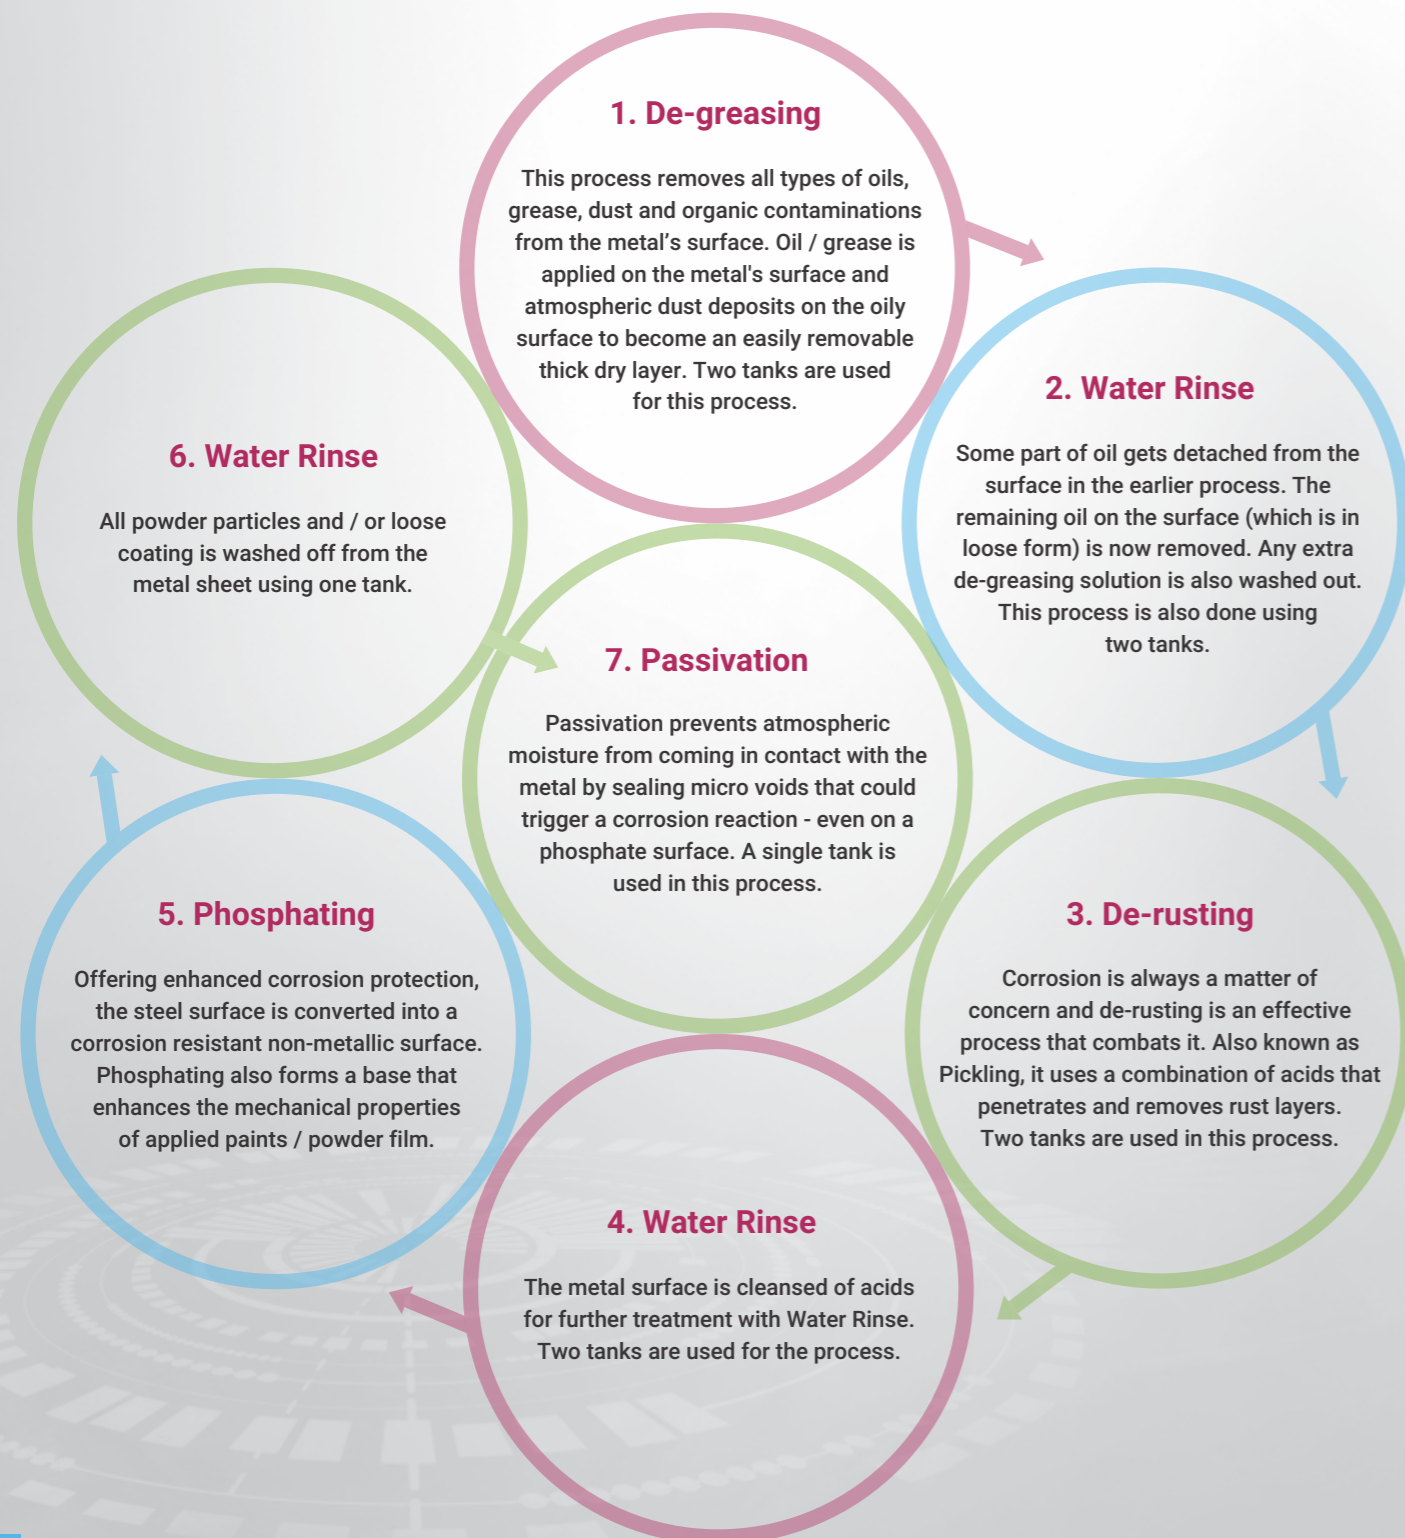 1. De-greasing
This process removes all types of oils,
grease, dust and organic contaminations
from the metal’s surface. Oil / grease is
applied on the metal's surface and
atmospheric dust deposits on the oily
surface to become an easily removable
thick dry layer. Two tanks are used
for this process.
2. Water Rinse
Some part of oil gets detached from the
surface in the earlier process. The
remaining oil on the surface (which is in
loose form) is now removed. Any extra
de-greasing solution is also washed out.
This process is also done using
two tanks.
3. De-rusting
Corrosion is always a matter of
concern and de-rusting is an effective
process that combats it. Also known as
Pickling, it uses a combination of acids that
penetrates and removes rust layers.
Two tanks are used in this process.
4. Water Rinse
The metal surface is cleansed of acids
for further treatment with Water Rinse.
Two tanks are used for the process.
5. Phosphating
Offering enhanced corrosion protection,
the steel surface is converted into a
corrosion resistant non-metallic surface.
Phosphating also forms a base that
enhances the mechanical properties
of applied paints / powder film.
6. Water Rinse
All powder particles and / or loose
coating is washed off from the
metal sheet using one tank.
7. Passivation
Passivation prevents atmospheric
moisture from coming in contact with the
metal by sealing micro voids that could
trigger a corrosion reaction - even on a
phosphate surface. A single tank is
used in this process.